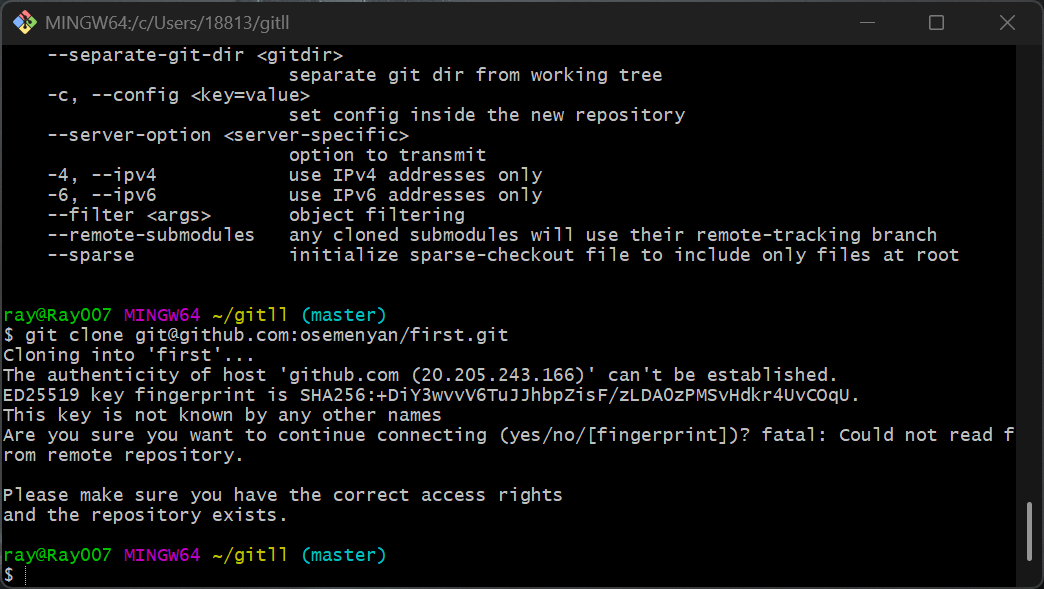 MINGW64:/c/Users/18813/gitll
--separate-git-dir <gitdir>
separate git dir from working tree
-c, --config <key=value>
set config inside the new repository
--server-option <server-specific>
option to transmit
-4, --ipv4 use IPv4 addresses only
-6, --ipv6 use IPv6 addresses only
--filter <args> object filtering
--remote-submodules any cloned submodules will use their remote-tracking branch
--sparse initialize sparse-checkout file to include only files at root
ray@Ray007 MINGW64 ~/gitll (master)
$ git clone git@github.com:osemenyan/first.git
Cloning into 'first'...
The authenticity of host 'github.com (20.205.243.166)' can't be established.
ED25519 key fingerprint is SHA256:+DiY3wvvV6TuJJhbpZisF/zLDA0zPMSvHdkr4UvCOqU.
This key is not known by any other names
Are you sure you want to continue connecting (yes/no/[fingerprint])? fatal: Could not read f
rom remote repository.
Please make sure you have the correct access rights
and the repository exists.
ray@Ray007 MINGW64 ~/gitll (master)
$